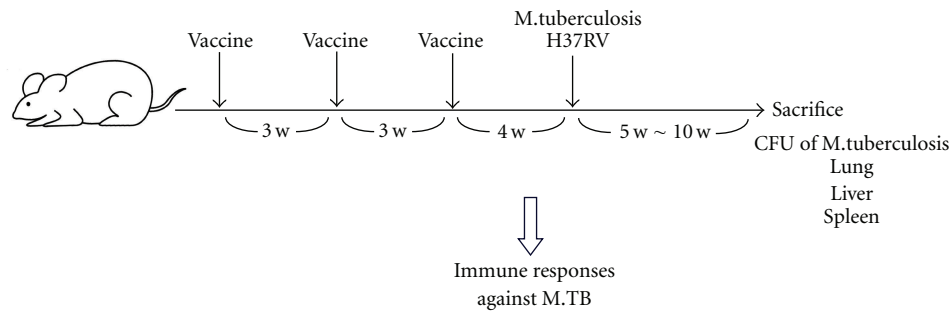 M.tuberculosis
Vaccine Vaccine Vaccine H37RV
Sacrifice
3 w 3 w 4 w 5 w ~ 10 w
CFU of M.tuberculosis
Lung
Liver
Spleen
Immune responses
against M.TB